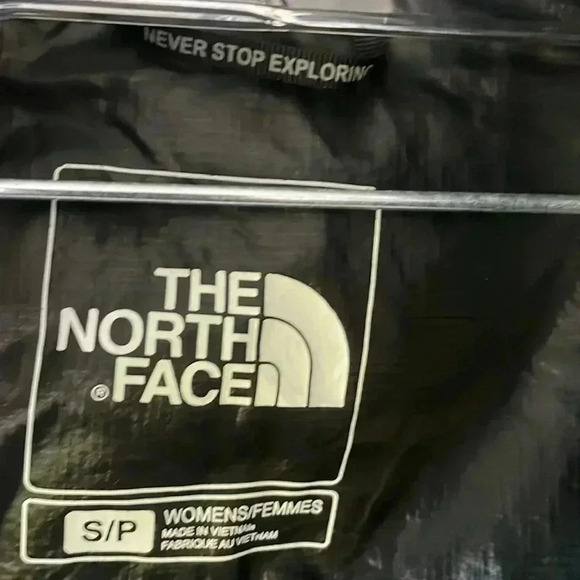 NEVER STOP EXPLORING
THE
NORTH
® FACE
S/P
WOMENS/FEMMES
MADE IN VIETNAM
FABRIQUE AU VIETNAM